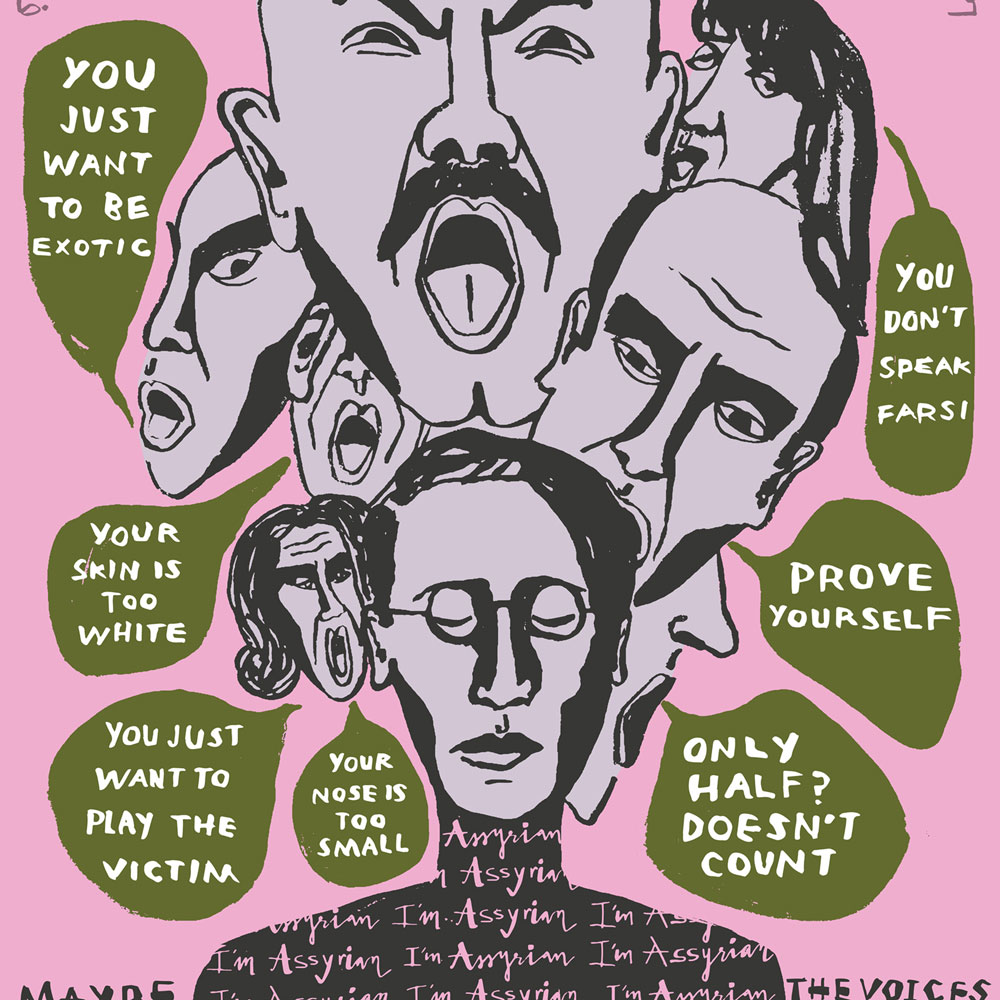 6.
YOU
JUST
WANT
TO BE
EXOTIC
YOU
DON'T
SPEAK
FARSI
YOUR
SKIN IS
TOO
WHITE
PROVE
YOURSELF
YOU JUST
WANT TO
PLAY THE
VICTIM
YOUR
NOSE IS
TOO
SMALL
ONLY
HALF?
DOESN'T
COUNT
Assyrian
Assyrian
Assyrian I'm Assyrian I'm
I'm Assyrian I'm Assyrian I'm Assyrian
I'm Assyrian I'm Assyrian I'm Assyrian
MAYBE
THE VOICES